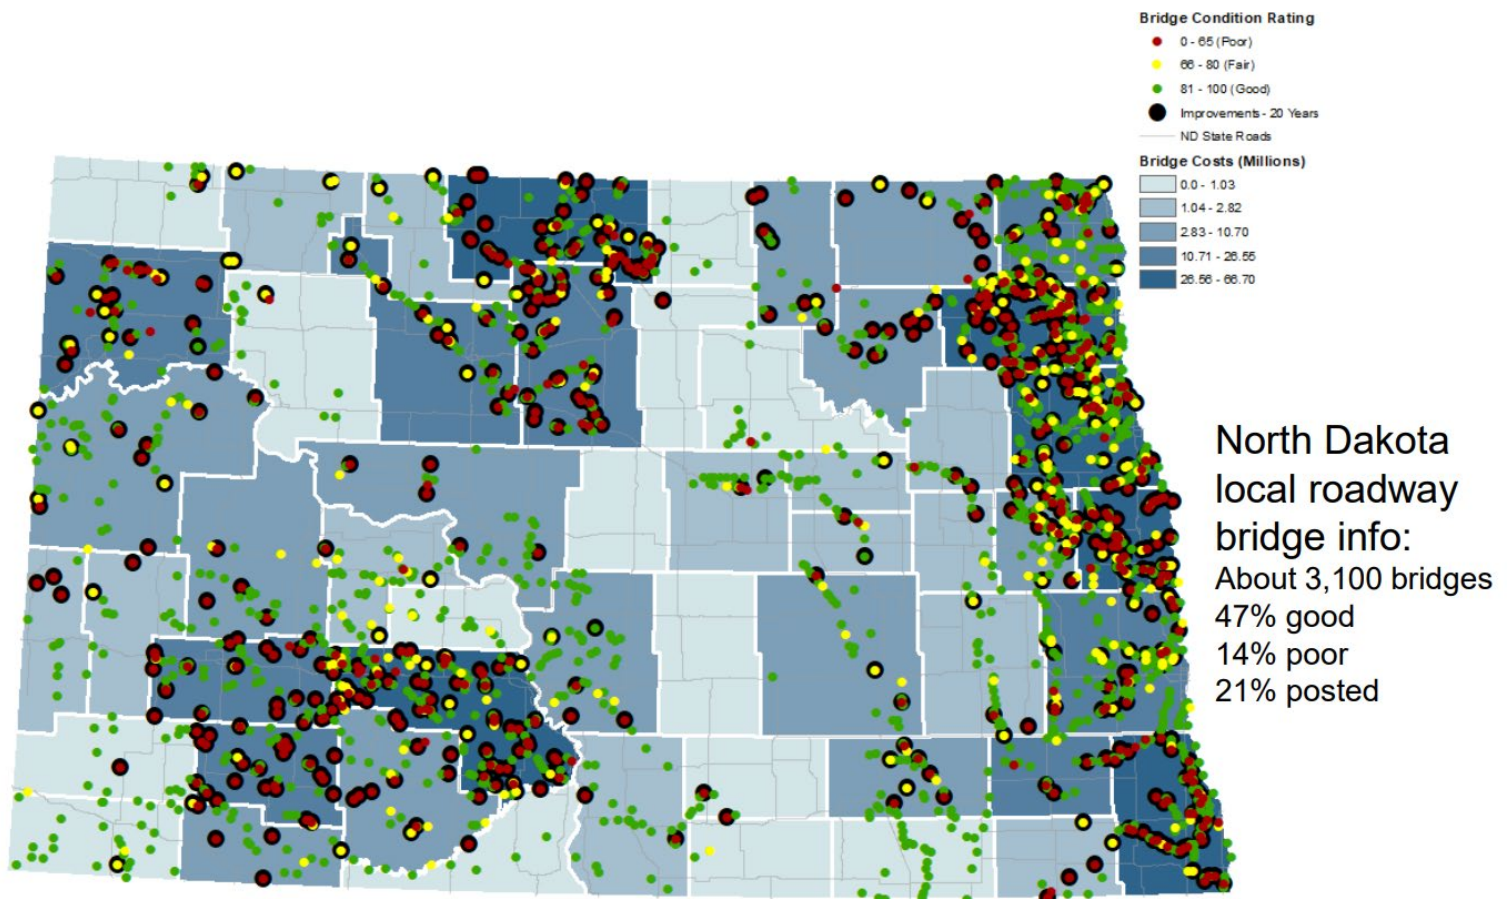 Bridge Condition Rating
0 - 65 (Poor)
66 - 80 (Fair)
81 - 100 (Good)
Improvements - 20 Years
ND State Roads
Bridge Costs (Millions)
0.0 - 1.03
1.04 - 2.82
2.83 - 10.70
10.71 - 26.55
26.56 - 66.70
North Dakota
local roadway
bridge info:
About 3,100 bridges
47% good
14% poor
21% posted